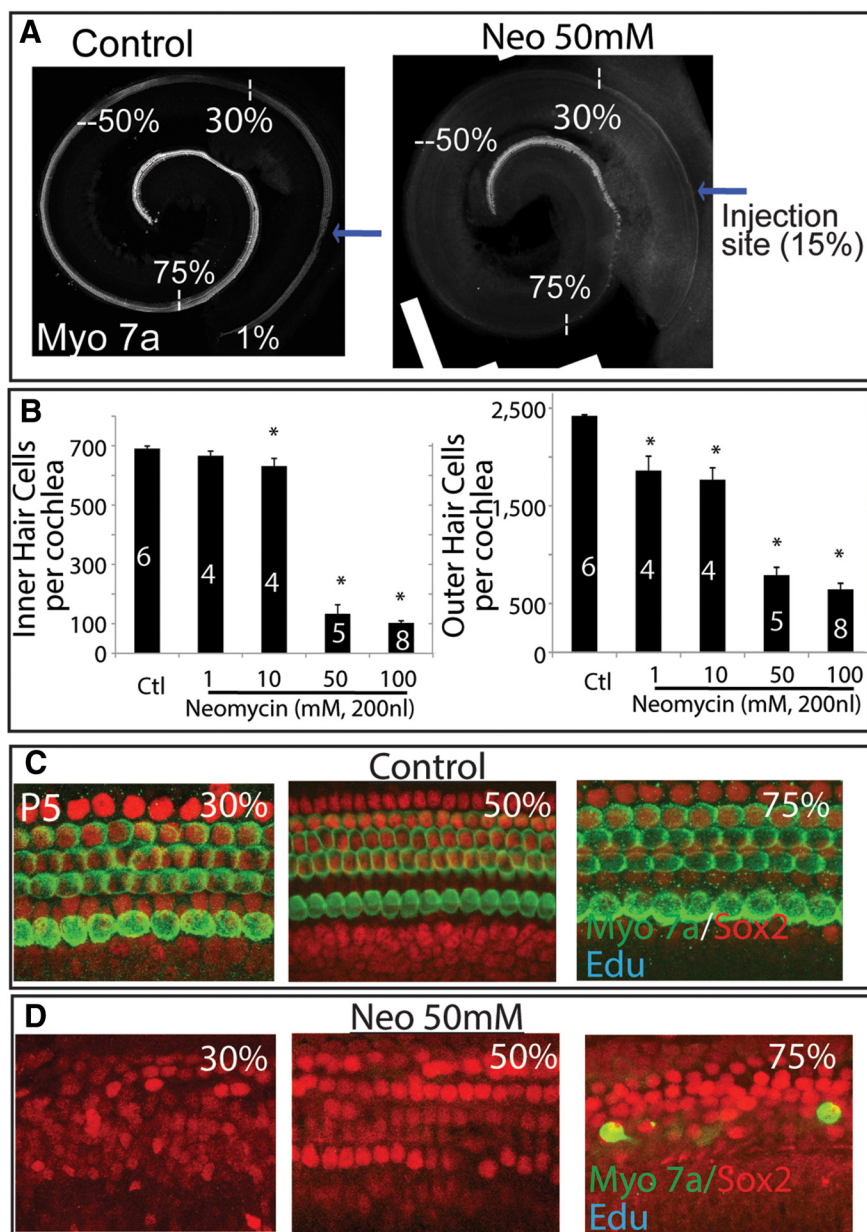 A
Control
Neo 50mM
--50%
30%
75%
1%
Myo 7a
--50%
30%
75%
Injection
site (15%)
B
Inner Hair Cells
per cochlea
700
500
300
100
0
6
4
*
4
*
5
*
8
Ctl
1 10 50 100
Neomycin (mM, 200nl)
Outer Hair Cells
per cochlea
2,500
1,500
500
0
6
*
4
*
4
*
5
*
8
Ctl
1 10 50 100
Neomycin (mM, 200nl)
C
Control
P5
30%
50%
75%
Myo 7a/Sox2
Edu
D
Neo 50mM
30%
50%
75%
Myo 7a/Sox2
Edu